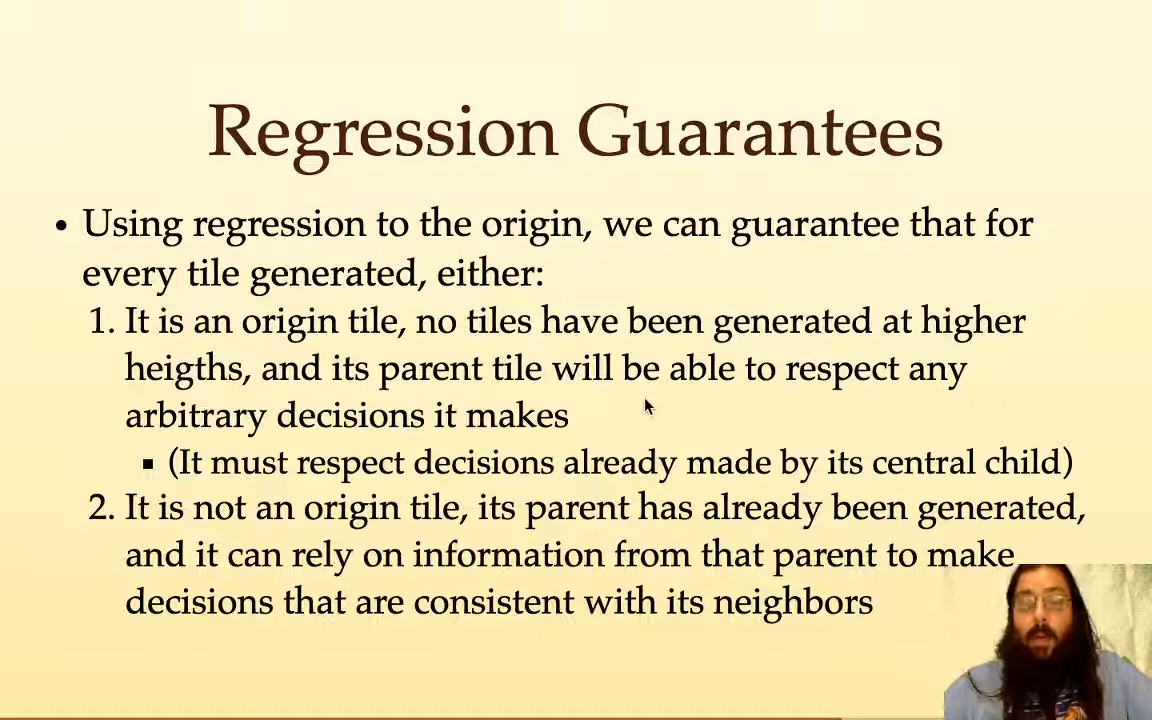 Regression Guarantees
• Using regression to the origin, we can guarantee that for
every tile generated, either:
1. It is an origin tile, no tiles have been generated at higher
heigths, and its parent tile will be able to respect any
arbitrary decisions it makes
▪ (It must respect decisions already made by its central child)
2. It is not an origin tile, its parent has already been generated,
and it can rely on information from that parent to make
decisions that are consistent with its neighbors